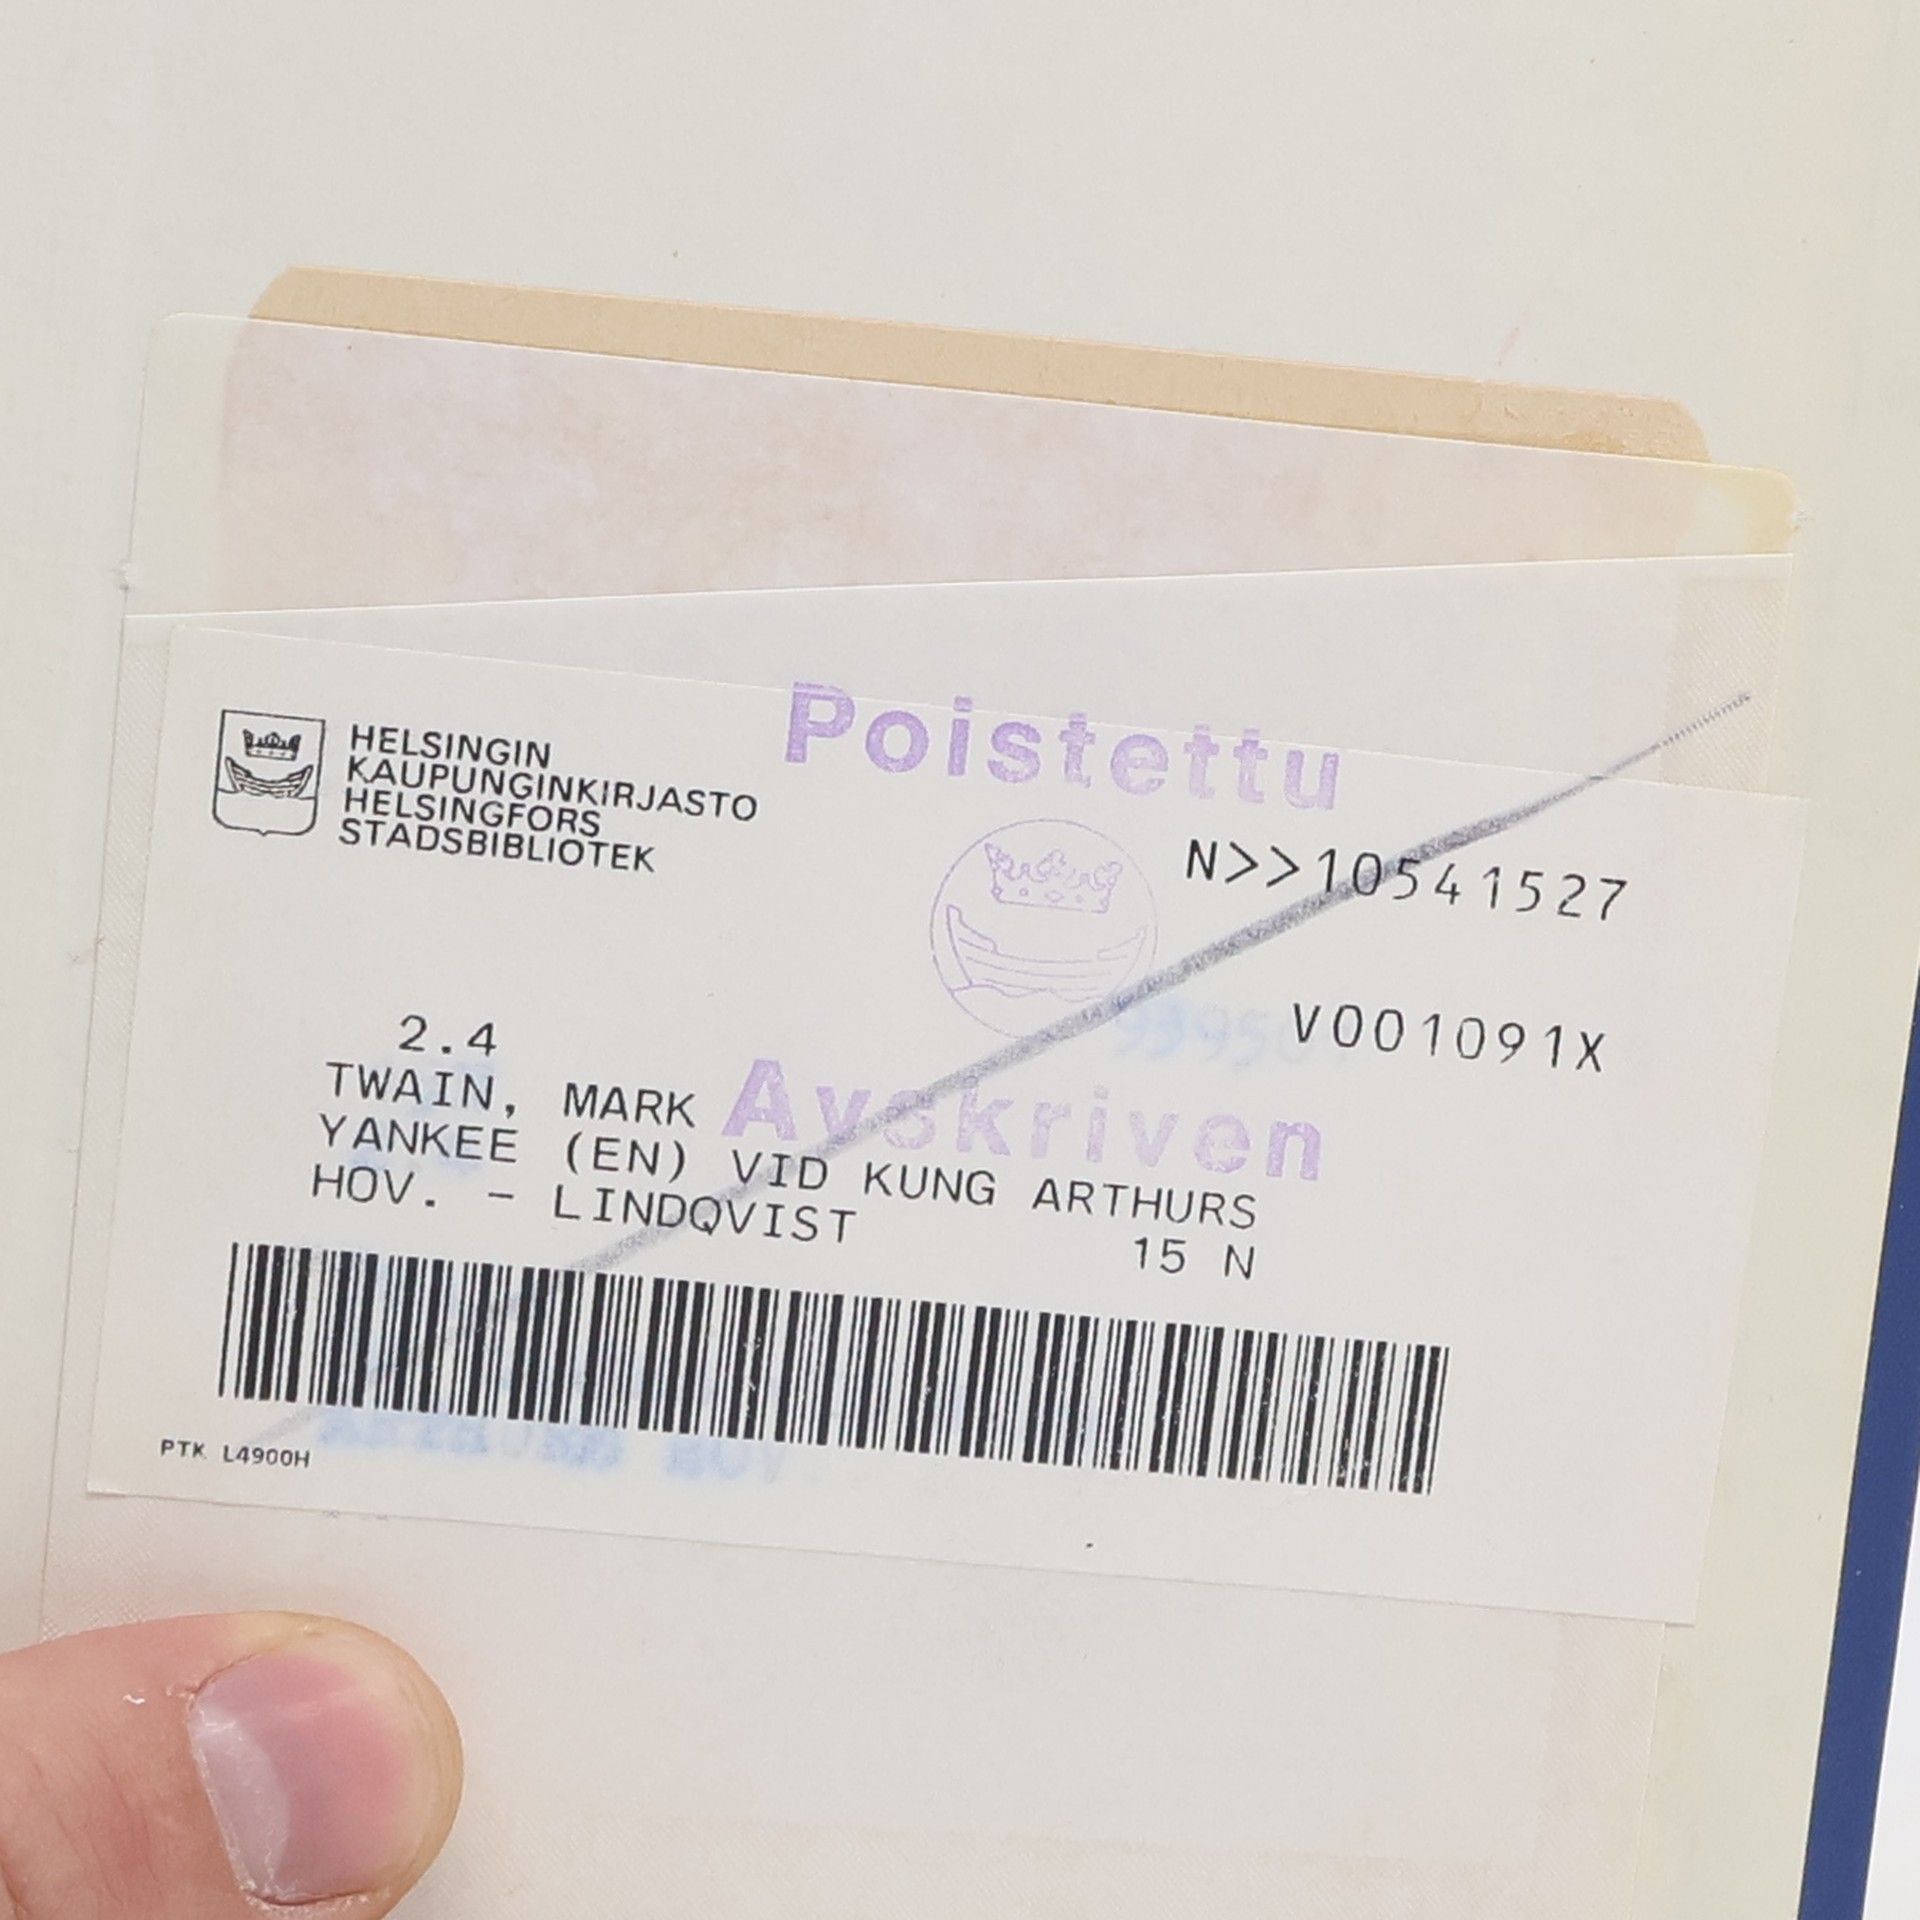 Poistettu
HELSINGIN
KAUPUNGINKIRJASTO
HELSINGFORS
STADSBIBLIOTEK
N>>10541527
V001091X
2.4
Avskriven
TWAIN, MARK
YANKEE (EN) VID KUNG ARTHURS
HOV. - LINDQVIST
15 N
PTK L4900H